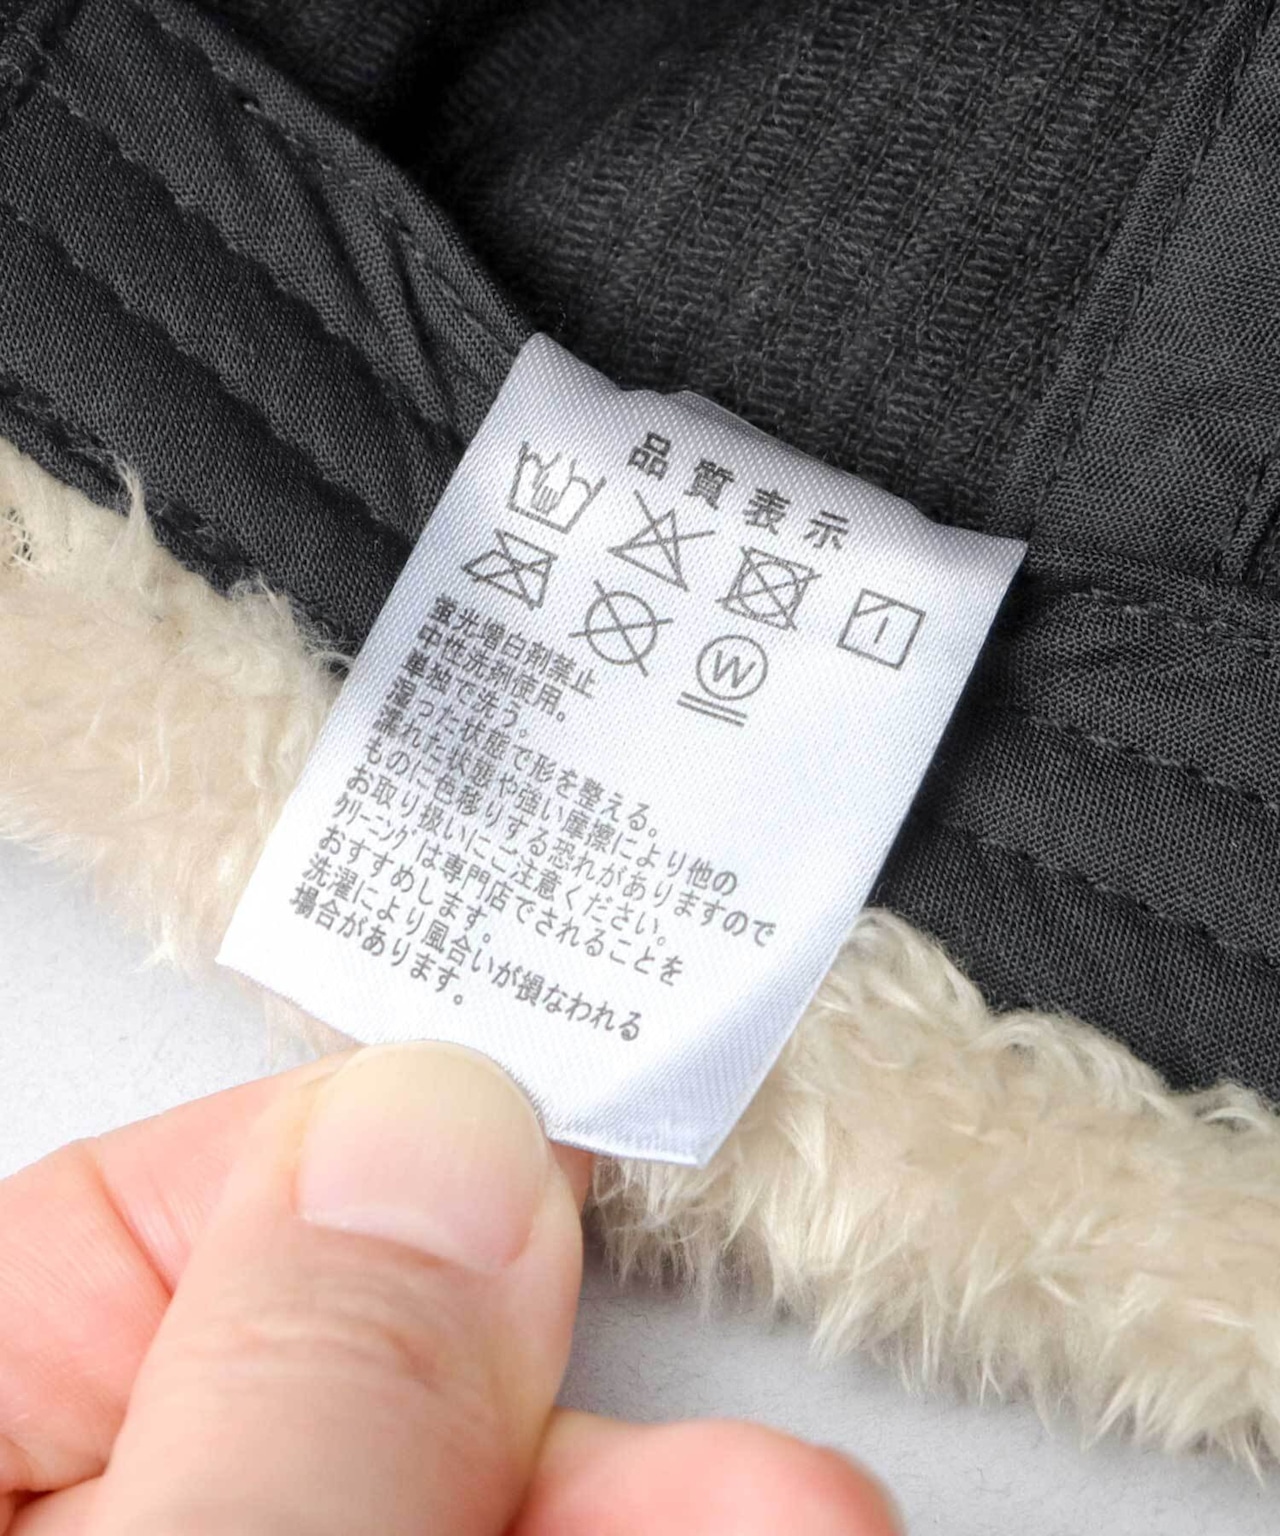 品質表示
W
蛍光増白剤禁止
中性洗剤使用。
単独で洗う。
湿った状態で形を整える。
濡れた状態や強い摩擦により他の
ものに色移りする恐れがありますので
お取り扱いにご注意ください。
クリーニングは専門店でされることを
おすすめします。
洗濯により風合いが損なわれる
場合があります。